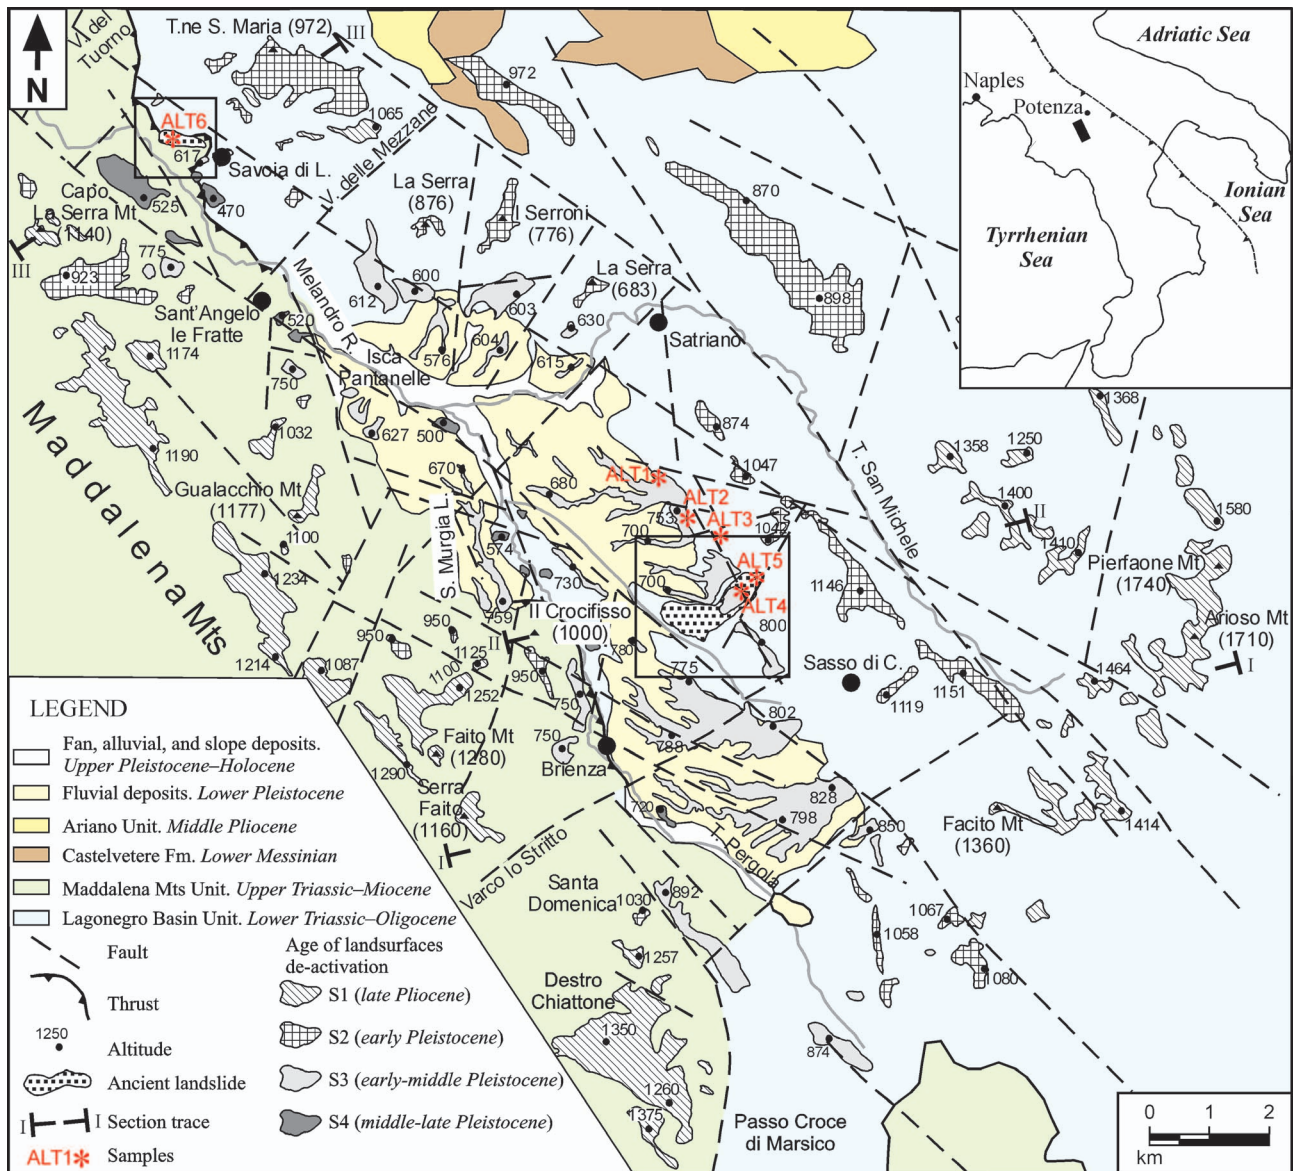 N
V. del
Tuorno
T.ne S. Maria (972)
III
972
1065
ALT6
617
Savoia di L.
V. delle Mezzane
Capo
La Serra Mt
(1140)
III
525
470
La Serra
(876)
I Serroni
(776)
870
775
923
Sant'Angelo
le Fratte
520
Melandro R.
612
600
603
La Serra
(683)
630
Satriano
898
Isca
Pantanelle
576
604
615
1174
750
1032
627
500
1190
Maddalena Mts
Gualacchio Mt
(1177)
1100
1234
1214
670
680
S. Murgia L.
574
759
730
700
700
ALT1
ALT2
753
ALT3
ALT5
ALT4
1047
1047
874
T. San Michele
1368
1358
1250
1400
II
1410
1580
Pierfaone Mt
(1740)
Arioso Mt
(1710)
I
1464
1146
1151
1119
Sasso di C.
800
780
775
802
Il Crocifisso
(1000)
II
950
950
950
1125
1100
1252
1087
750
750
Brienza
Faito Mt
(1280)
1290
Serra
Faito
(1160)
I
788
828
798
720
T. Pergola
850
Facito Mt
(1360)
1414
Varco lo Stritto
Santa
Domenica
1030
892
1257
1067
1058
1080
Destro
Chiattone
1350
1260
1375
874
Passo Croce
di Marsico
Adriatic Sea
Naples
Potenza
Ionian
Sea
Tyrrhenian
Sea
LEGEND
Fan, alluvial, and slope deposits.
Upper Pleistocene–Holocene
Fluvial deposits. Lower Pleistocene
Ariano Unit. Middle Pliocene
Castelvetere Fm. Lower Messinian
Maddalena Mts Unit. Upper Triassic–Miocene
Lagonegro Basin Unit. Lower Triassic–Oligocene
Fault
Thrust
1250
Altitude
Ancient landslide
I I Section trace
ALT1 Samples
Age of landsurfaces
de-activation
S1 (late Pliocene)
S2 (early Pleistocene)
S3 (early-middle Pleistocene)
S4 (middle-late Pleistocene)
0 1 2
km